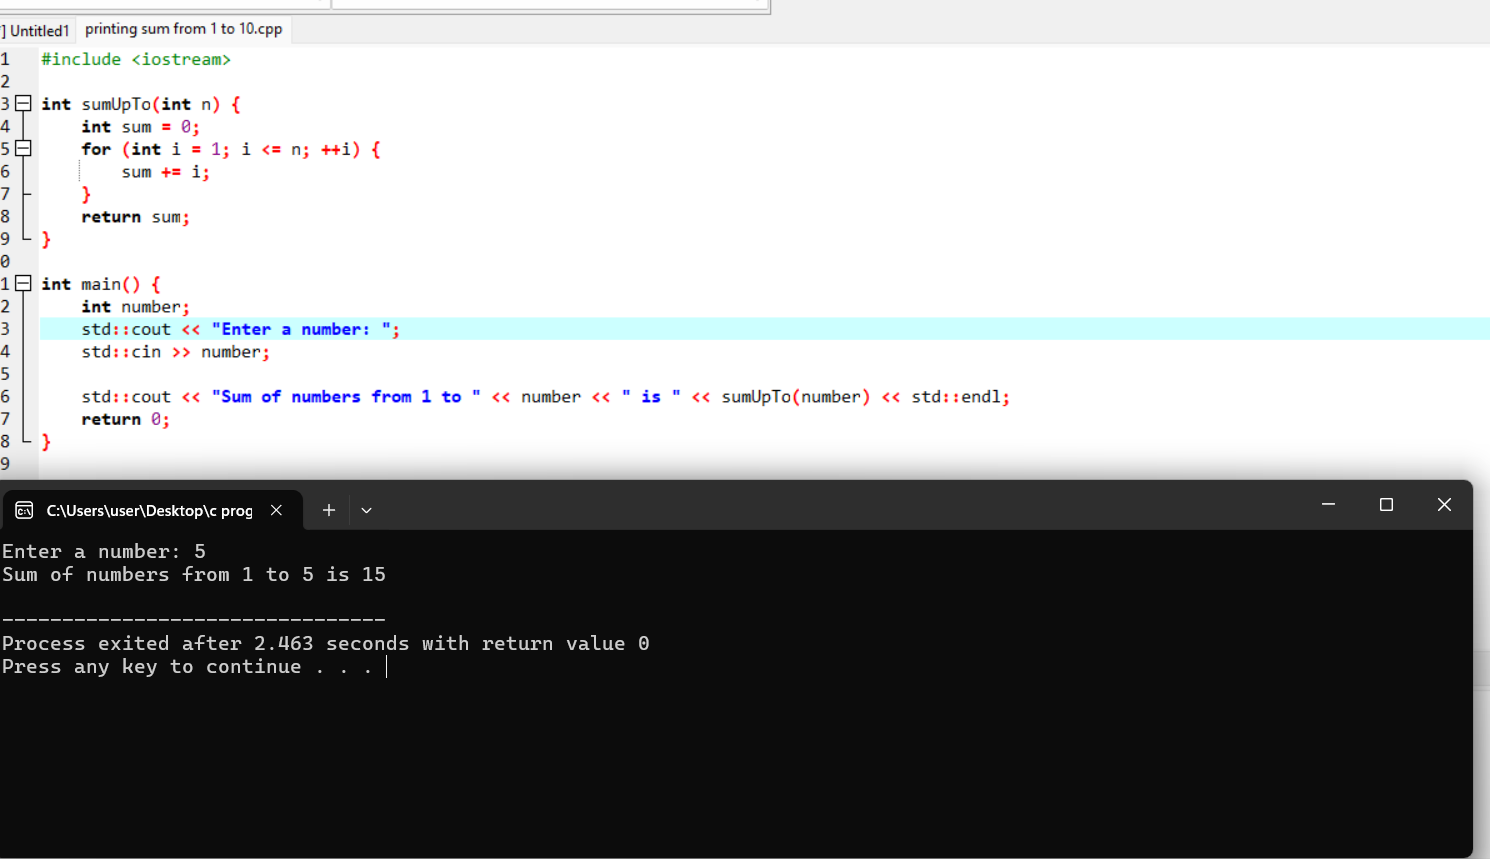 ] Untitled1 printing sum from 1 to 10.cpp
1 #include <iostream>
2
3 int sumUpTo(int n) {
4     int sum = 0;
5     for (int i = 1; i <= n; ++i) {
6         sum += i;
7     }
8     return sum;
9 }
0
1 int main() {
2     int number;
3     std::cout << "Enter a number: ";
4     std::cin >> number;
5
6     std::cout << "Sum of numbers from 1 to " << number << " is " << sumUpTo(number) << std::endl;
7     return 0;
8 }
9
C:\Users\user\Desktop\c prog
Enter a number: 5
Sum of numbers from 1 to 5 is 15
--------------------------------
Process exited after 2.463 seconds with return value 0
Press any key to continue . . .